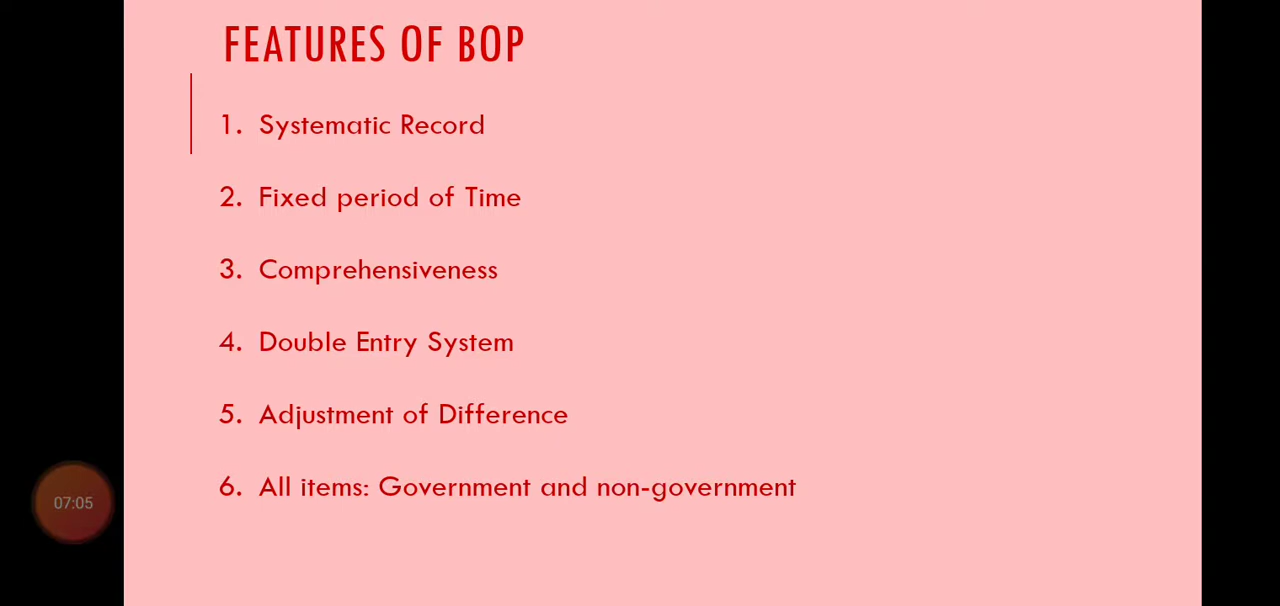 FEATURES OF BOP
1. Systematic Record
2. Fixed period of Time
3. Comprehensiveness
4. Double Entry System
5. Adjustment of Difference
6. All items: Government and non-government
07:05